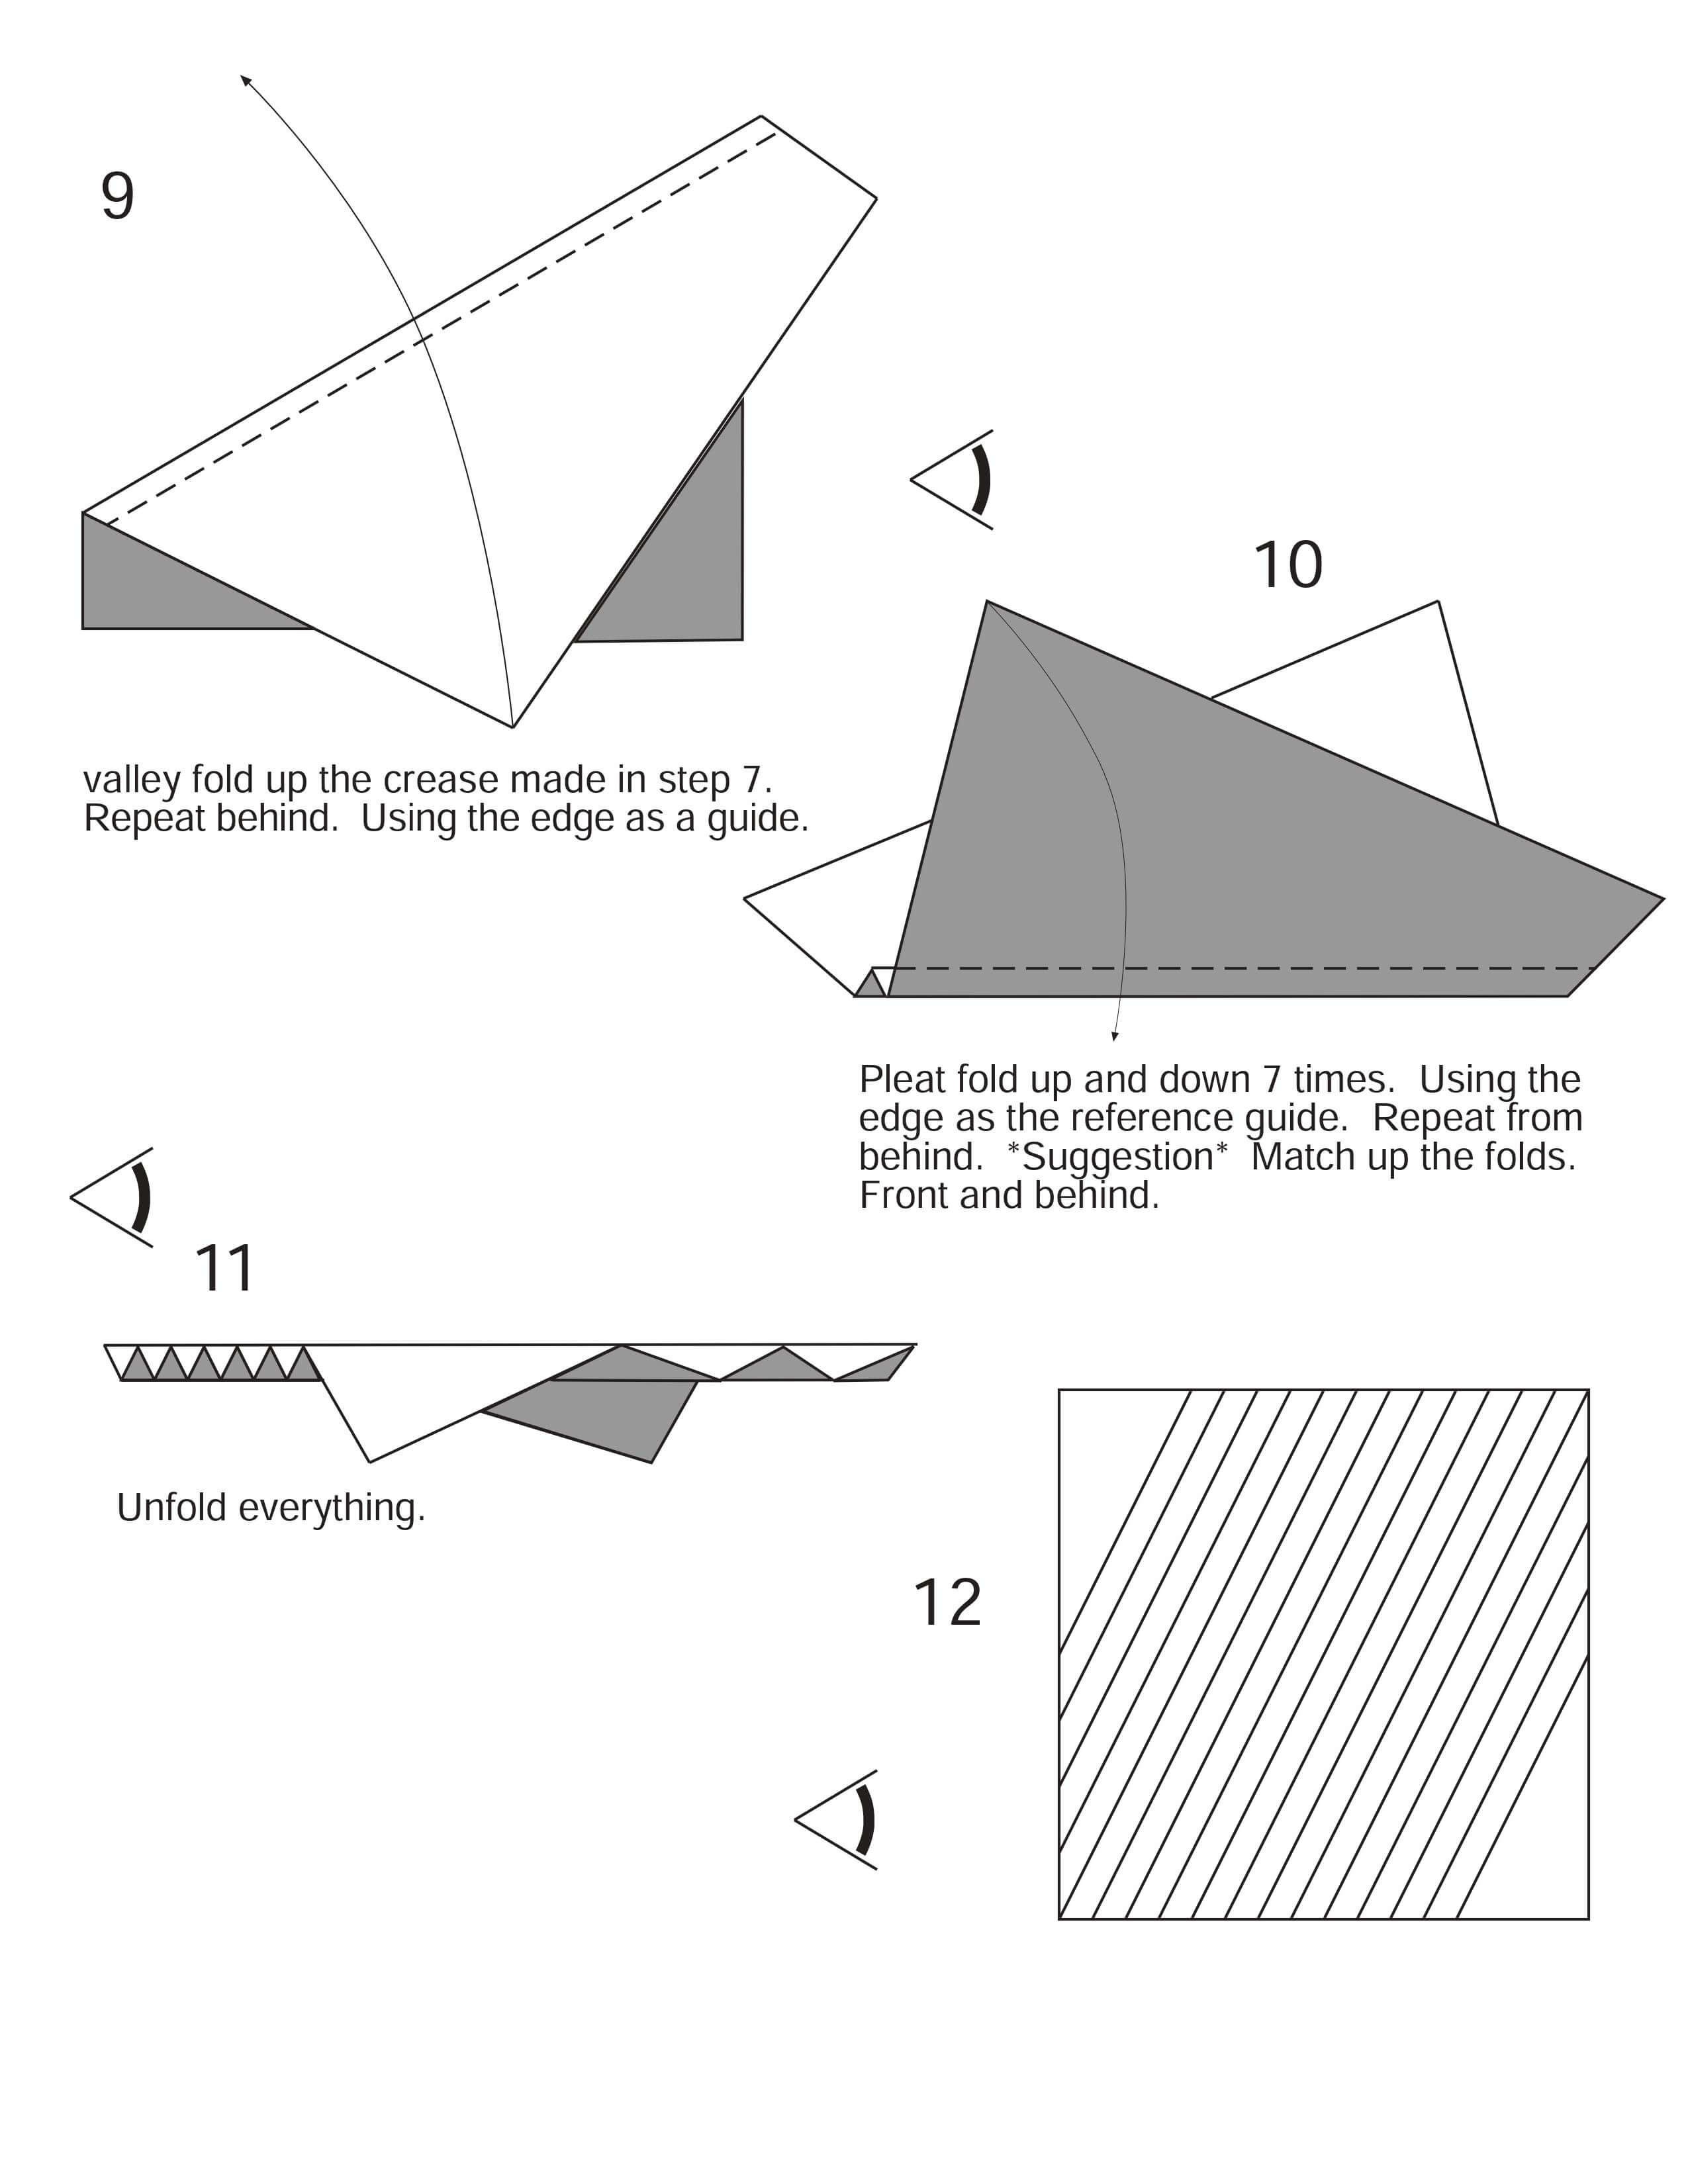 9
valley fold up the crease made in step 7.
Repeat behind.  Using the edge as a guide.
10
Pleat fold up and down 7 times.  Using the
edge as the reference guide.  Repeat from
behind.  *Suggestion*  Match up the folds.
Front and behind.
11
Unfold everything.
12